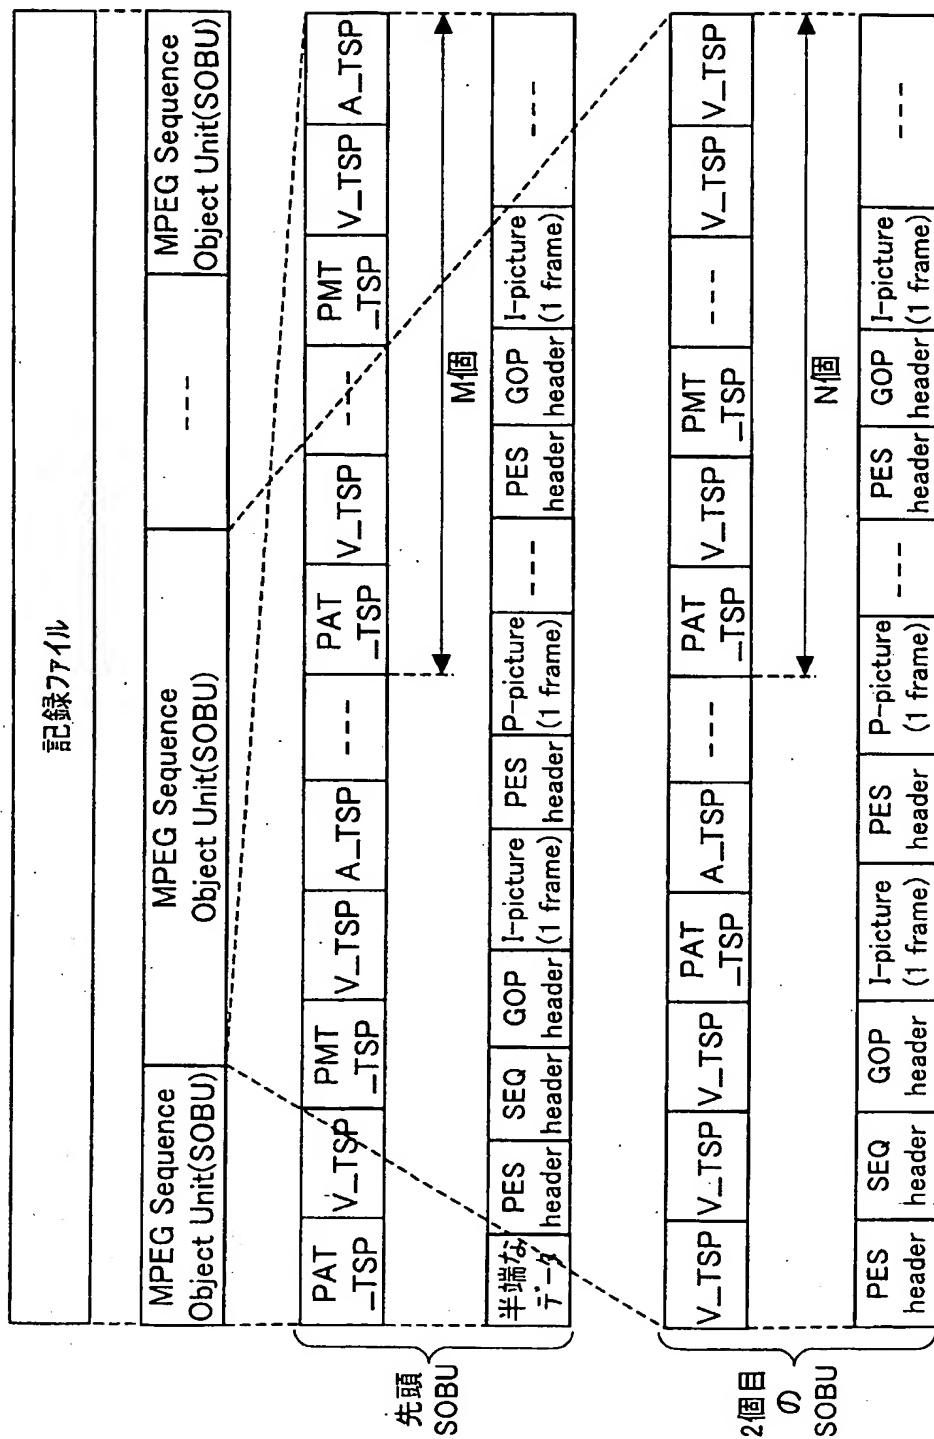 記録ファイル
MPEG Sequence
Object Unit(SOBU)
MPEG Sequence
Object Unit(SOBU)
---
MPEG Sequence
Object Unit(SOBU)
先頭
SOBU
PAT
_TSP
V_TSP
PMT
_TSP
V_TSP
A_TSP
---
PAT
_TSP
V_TSP
---
PMT
_TSP
V_TSP
A_TSP
M個
半端な
データ
PES
header
SEQ
header
GOP
header
I-picture
(1 frame)
PES
header
P-picture
(1 frame)
---
PES
header
GOP
header
I-picture
(1 frame)
---
2個目
の
SOBU
V_TSP
V_TSP
V_TSP
PAT
_TSP
A_TSP
---
PAT
_TSP
V_TSP
PMT
_TSP
---
V_TSP
V_TSP
N個
PES
header
SEQ
header
GOP
header
I-picture
(1 frame)
PES
header
P-picture
(1 frame)
---
PES
header
GOP
header
I-picture
(1 frame)
---